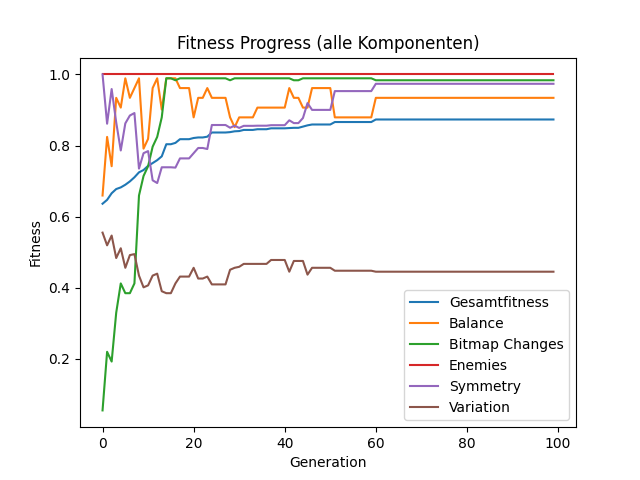 Fitness Progress (alle Komponenten)
1.0
0.8
0.6
0.4
0.2
Fitness
0 20 40 60 80 100
Generation
Gesamtfitness
Balance
Bitmap Changes
Enemies
Symmetry
Variation